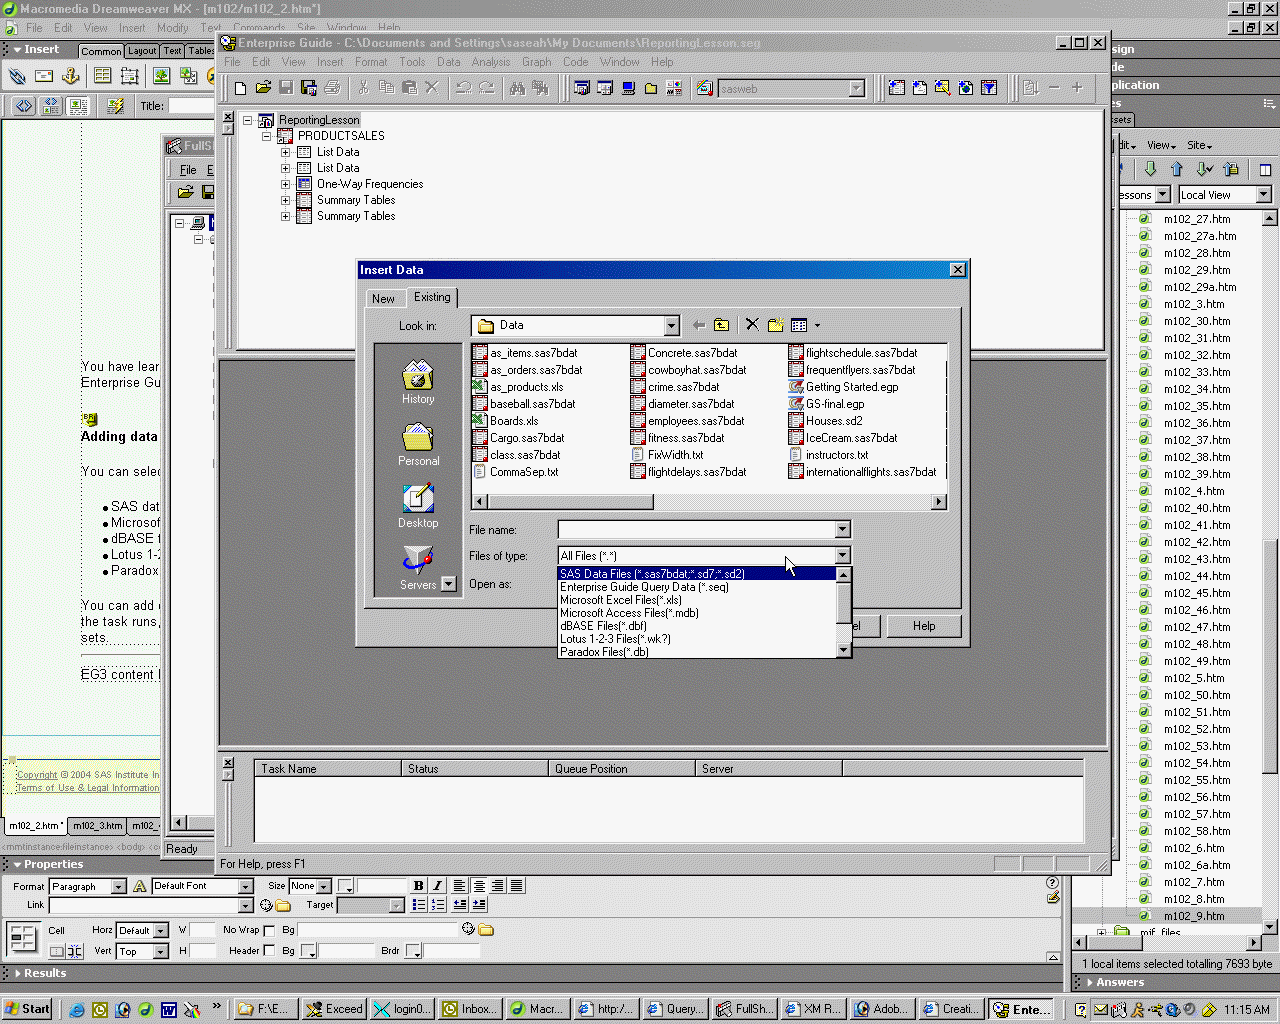 Macromedia Dreamweaver MX - [m102/m102_2.htm*]
File Edit View Insert Modify Text Commands Site Window Help
Insert Common Layout Text Tables
Title:
Enterprise Guide - C:\Documents and Settings\saseah\My Documents\ReportingLesson.seg
File Edit View Insert Format Tools Data Analysis Graph Code Window Help
sasweb
ReportingLesson
PRODUCTSALES
List Data
List Data
One-Way Frequencies
Summary Tables
Summary Tables
FullSh
File E
Insert Data
New Existing
Look in: Data
History
Personal
Desktop
Servers
as_items.sas7bdat
as_orders.sas7bdat
as_products.xls
baseball.sas7bdat
Boards.xls
Cargo.sas7bdat
class.sas7bdat
CommaSep.txt
Concrete.sas7bdat
cowboyhat.sas7bdat
crime.sas7bdat
diameter.sas7bdat
employees.sas7bdat
fitness.sas7bdat
FixWidth.txt
flightdelays.sas7bdat
flightschedule.sas7bdat
frequentflyers.sas7bdat
Getting Started.egp
GS-final.egp
Houses.sd2
IceCream.sas7bdat
instructors.txt
internationalflights.sas7bdat
File name:
Files of type: All Files (*.*)
Open as:
SAS Data Files (*.sas7bdat;*.sd7;*.sd2)
Enterprise Guide Query Data (*.seq)
Microsoft Excel Files(*.xls)
Microsoft Access Files(*.mdb)
dBASE Files(*.dbf)
Lotus 1-2-3 Files(*.wk?)
Paradox Files(*.db)
el Help
You have lear
Enterprise Gu
Adding data
You can selec
SAS dat
Microsof
dBASE f
Lotus 1-2
Paradox
You can add
the task runs,
sets.
EG3 content
Copyright © 2004 SAS Institute In
Terms of Use & Legal Information
m102_2.htm* m102_3.htm m102_
Ready
<mmtinstance:fileinstance> <body>
Task Name Status Queue Position Server
For Help, press F1
Properties
Format Paragraph Default Font Size None B I
Link Target
Cell Horz Default W No Wrap Bg
Vert Top H Header Bg Brdr
Results
sign
de
plication
es
ssets
dit View Site
essons Local View
m102_27.htm
m102_27a.htm
m102_28.htm
m102_29.htm
m102_29a.htm
m102_3.htm
m102_30.htm
m102_31.htm
m102_32.htm
m102_33.htm
m102_34.htm
m102_35.htm
m102_36.htm
m102_37.htm
m102_38.htm
m102_39.htm
m102_4.htm
m102_40.htm
m102_41.htm
m102_42.htm
m102_43.htm
m102_44.htm
m102_45.htm
m102_46.htm
m102_47.htm
m102_48.htm
m102_49.htm
m102_5.htm
m102_50.htm
m102_51.htm
m102_52.htm
m102_53.htm
m102_54.htm
m102_55.htm
m102_56.htm
m102_57.htm
m102_58.htm
m102_6.htm
m102_6a.htm
m102_7.htm
m102_8.htm
m102_9.htm
mif_files
1 local items selected totalling 7693 byte
Answers
Start » F:\E... Exceed login0... Inbox... Macr... http:/... Query... FullSh... XM R... Adob... Creati... Ente... 11:15 AM